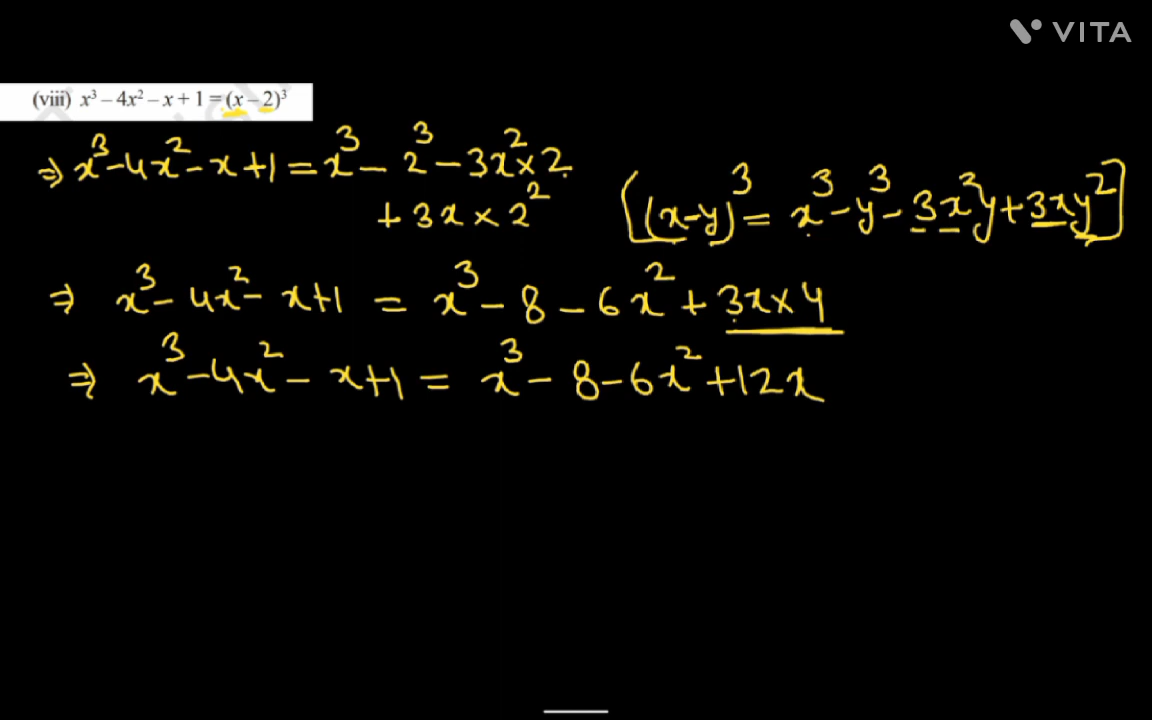 VITA
(viii) x³ – 4x² – x + 1 = (x – 2)³
⇒ x³ - 4x² - x + 1 = x³ - 2³ - 3x² × 2
+ 3x × 2²
[(x-y)³ = x³ - y³ - 3x²y + 3xy²]
⇒ x³ - 4x² - x + 1 = x³ - 8 - 6x² + 3x × 4
⇒ x³ - 4x² - x + 1 = x³ - 8 - 6x² + 12x